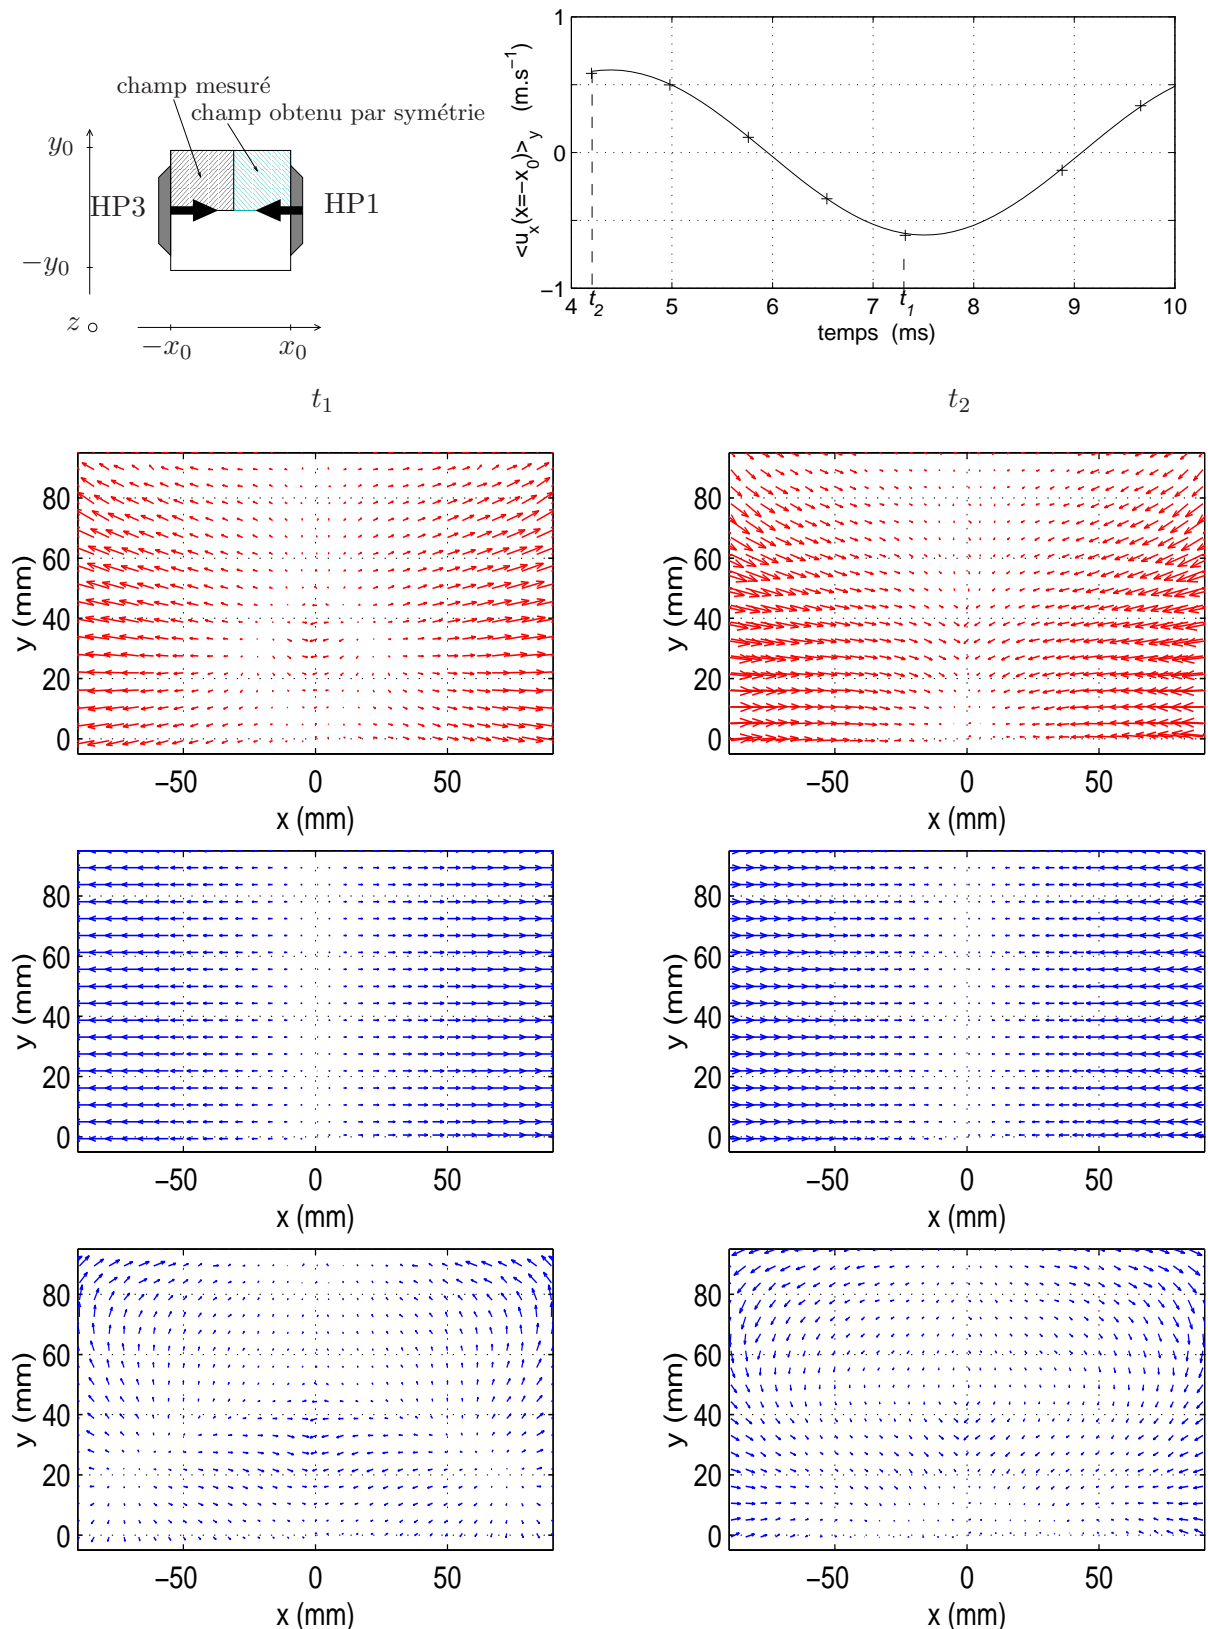 champ mesuré
champ obtenu par symétrie
y₀
HP3
HP1
−y₀
z
−x₀
x₀
<u_x(x=−x₀)>_y (m.s⁻¹)
1
0
−1
4
t₂
5
6
7
t₁
8
9
10
temps (ms)
t₁
t₂
y (mm)
80
60
40
20
0
−50
0
50
x (mm)
y (mm)
80
60
40
20
0
−50
0
50
x (mm)
y (mm)
80
60
40
20
0
−50
0
50
x (mm)
y (mm)
80
60
40
20
0
−50
0
50
x (mm)
y (mm)
80
60
40
20
0
−50
0
50
x (mm)
y (mm)
80
60
40
20
0
−50
0
50
x (mm)